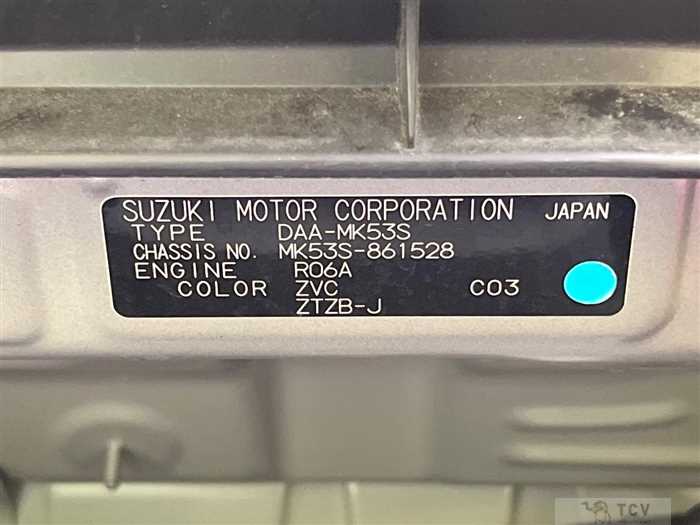 SUZUKI MOTOR CORPORATION JAPAN
TYPE DAA-MK53S
CHASSIS NO. MK53S-861528
ENGINE R06A
COLOR ZVC C03
ZTZB-J
TCV